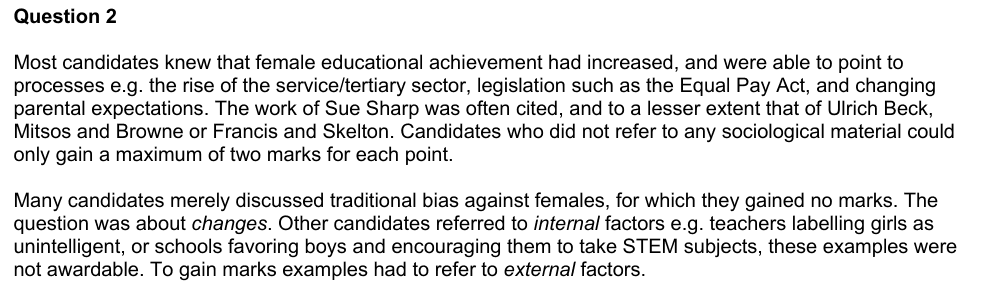 Question 2
Most candidates knew that female educational achievement had increased, and were able to point to
processes e.g. the rise of the service/tertiary sector, legislation such as the Equal Pay Act, and changing
parental expectations. The work of Sue Sharp was often cited, and to a lesser extent that of Ulrich Beck,
Mitsos and Browne or Francis and Skelton. Candidates who did not refer to any sociological material could
only gain a maximum of two marks for each point.
Many candidates merely discussed traditional bias against females, for which they gained no marks. The
question was about changes. Other candidates referred to internal factors e.g. teachers labelling girls as
unintelligent, or schools favoring boys and encouraging them to take STEM subjects, these examples were
not awardable. To gain marks examples had to refer to external factors.